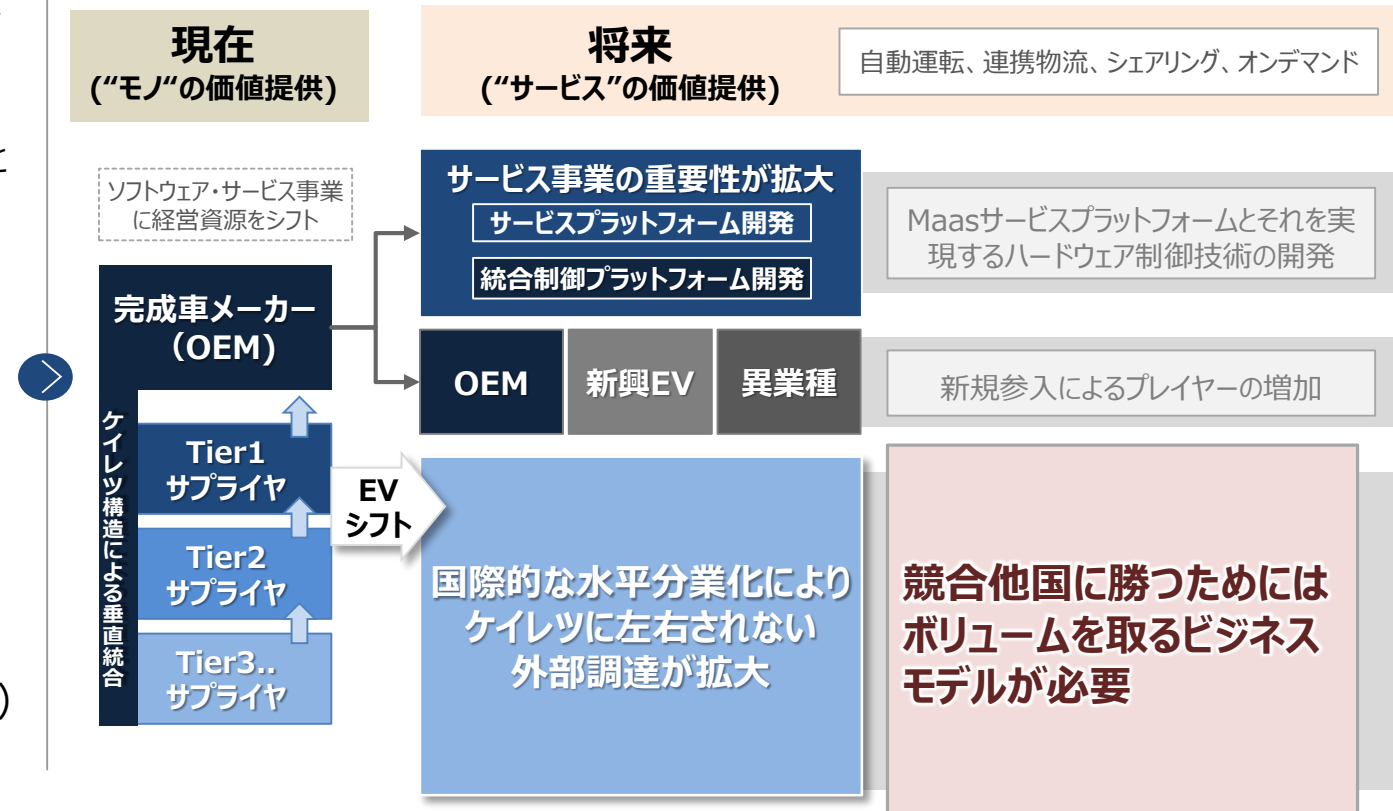 現在
(“モノ“の価値提供)
将来
(“サービス”の価値提供)
自動運転、連携物流、シェアリング、オンデマンド
と
ソフトウェア・サービス事業
に経営資源をシフト
サービス事業の重要性が拡大
サービスプラットフォーム開発
統合制御プラットフォーム開発
Maasサービスプラットフォームとそれを実
現するハードウェア制御技術の開発
完成車メーカー
（OEM）
OEM
新興EV
異業種
新規参入によるプレイヤーの増加
ケイレツ構造による垂直統合
Tier1
サプライヤ
Tier2
サプライヤ
Tier3..
サプライヤ
EV
シフト
国際的な水平分業化により
ケイレツに左右されない
外部調達が拡大
競合他国に勝つためには
ボリュームを取るビジネス
モデルが必要
)